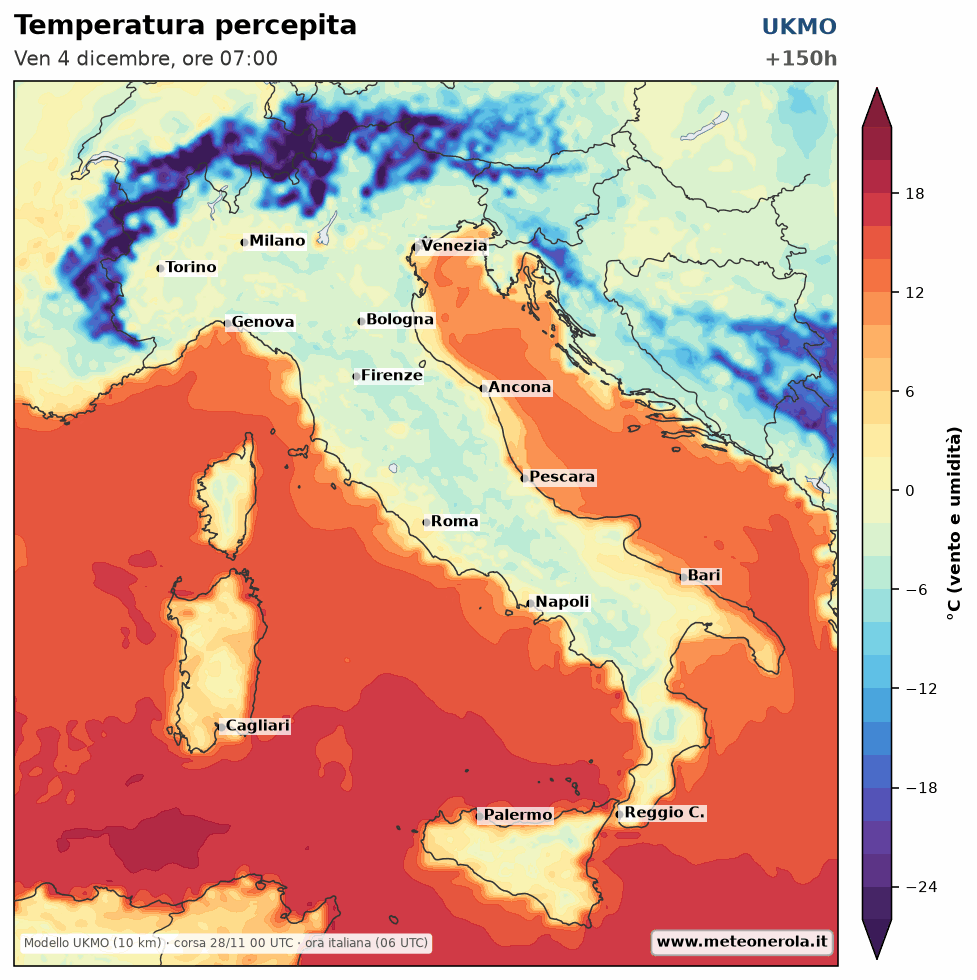 Temperatura percepita
UKMO
Ven 4 dicembre, ore 07:00
+150h
Milano
Venezia
Torino
Genova
Bologna
Firenze
Ancona
Pescara
Roma
Bari
Napoli
Cagliari
Palermo
Reggio C.
18
12
6
0
−6
−12
−18
−24
°C (vento e umidità)
Modello UKMO (10 km) · corsa 28/11 00 UTC · ora italiana (06 UTC)
www.meteonerola.it